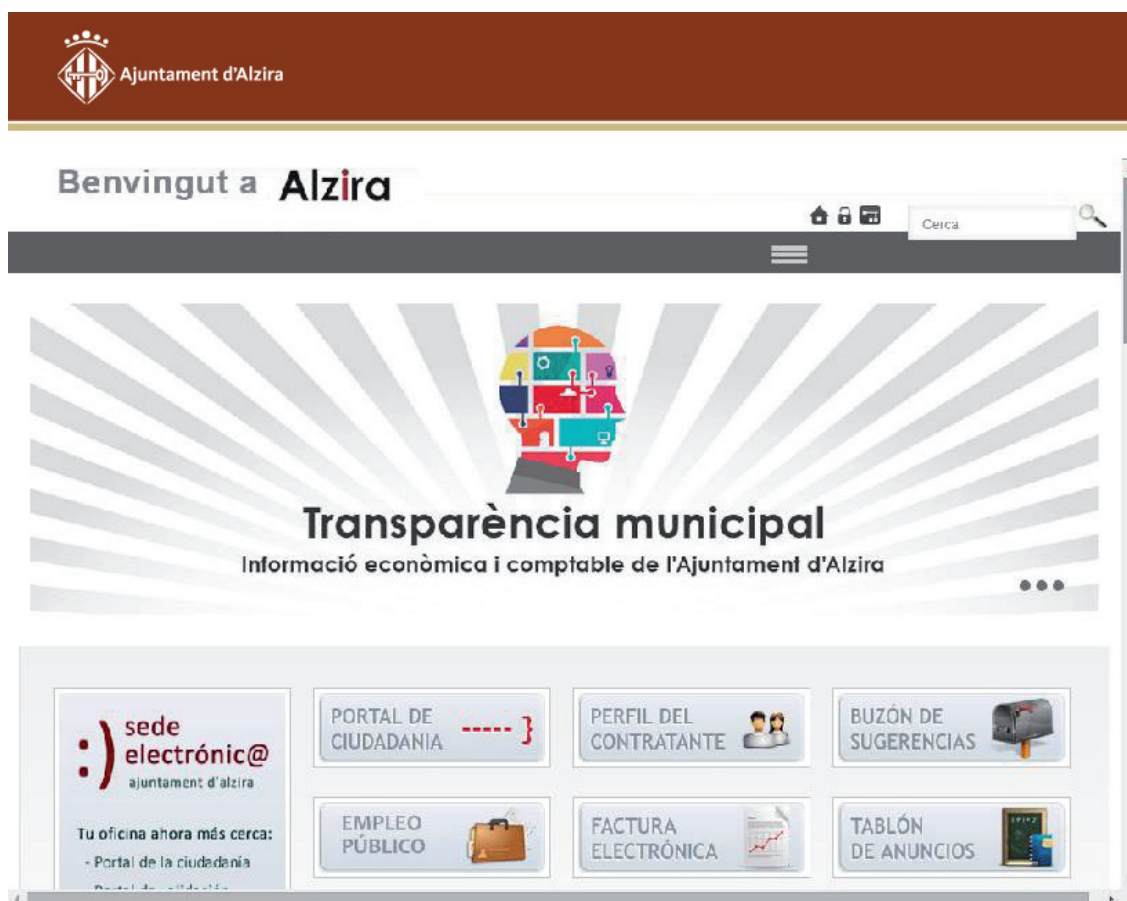 Ajuntament d'Alzira
Benvingut a Alzira
Cerca
Transparència municipal
Informació econòmica i comptable de l'Ajuntament d'Alzira
:) sede
electrónic@
ajuntament d'alzira
Tu oficina ahora más cerca:
- Portal de la ciudadania
PORTAL DE
CIUDADANIA
PERFIL DEL
CONTRATANTE
BUZÓN DE
SUGERENCIAS
EMPLEO
PÚBLICO
FACTURA
ELECTRÓNICA
TABLÓN
DE ANUNCIOS